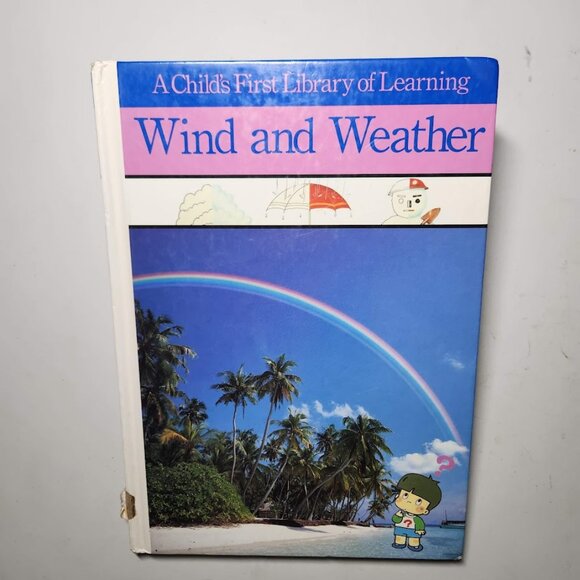 A Child's First Library of Learning
Wind and Weather
?
?